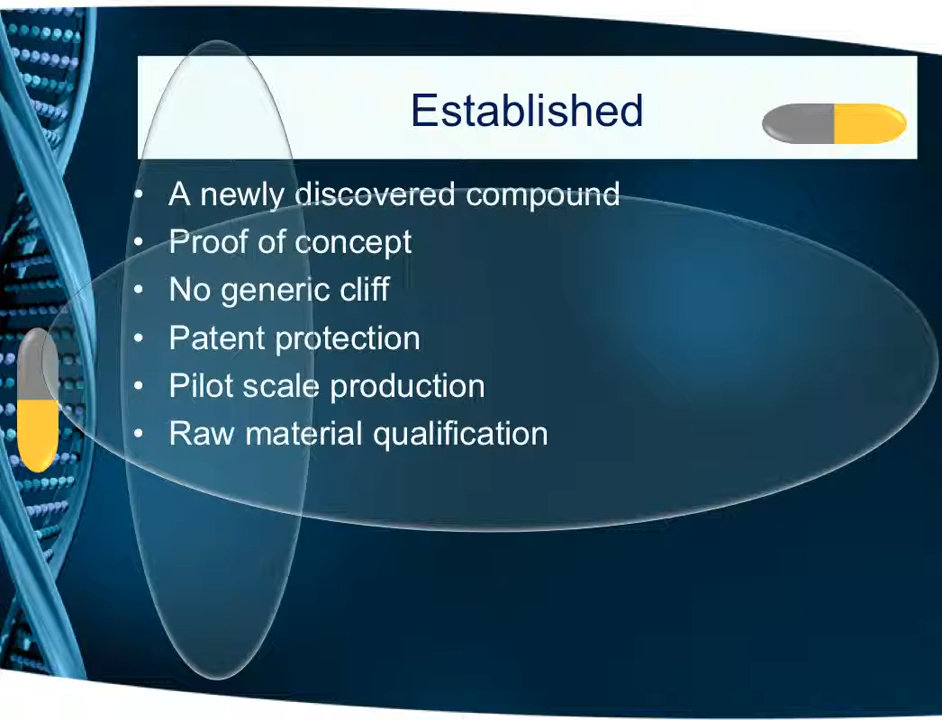 Established
• A newly discovered compound
• Proof of concept
• No generic cliff
• Patent protection
• Pilot scale production
• Raw material qualification